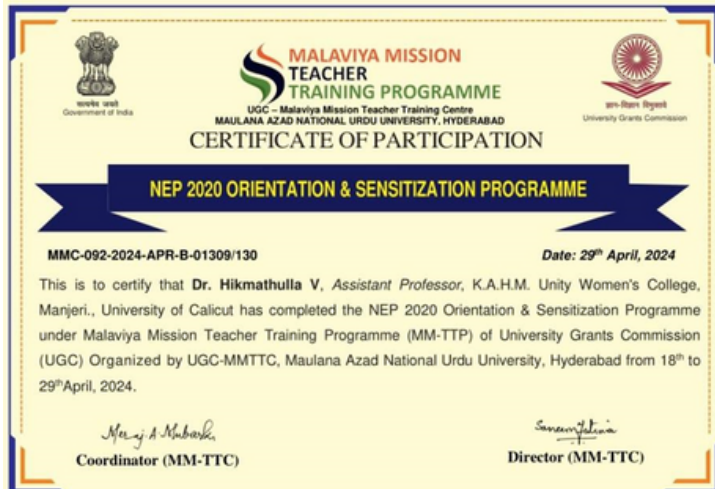 सत्यमेव जयते
Government of India
MALAVIYA MISSION
TEACHER
TRAINING PROGRAMME
UGC – Malaviya Mission Teacher Training Centre
MAULANA AZAD NATIONAL URDU UNIVERSITY, HYDERABAD
ज्ञान-विज्ञान विमुक्तये
University Grants Commission
CERTIFICATE OF PARTICIPATION
NEP 2020 ORIENTATION & SENSITIZATION PROGRAMME
MMC-092-2024-APR-B-01309/130
Date: 29th April, 2024
This is to certify that Dr. Hikmathulla V, Assistant Professor, K.A.H.M. Unity Women's College,
Manjeri., University of Calicut has completed the NEP 2020 Orientation & Sensitization Programme
under Malaviya Mission Teacher Training Programme (MM-TTP) of University Grants Commission
(UGC) Organized by UGC-MMTTC, Maulana Azad National Urdu University, Hyderabad from 18th to
29thApril, 2024.
Coordinator (MM-TTC)
Director (MM-TTC)